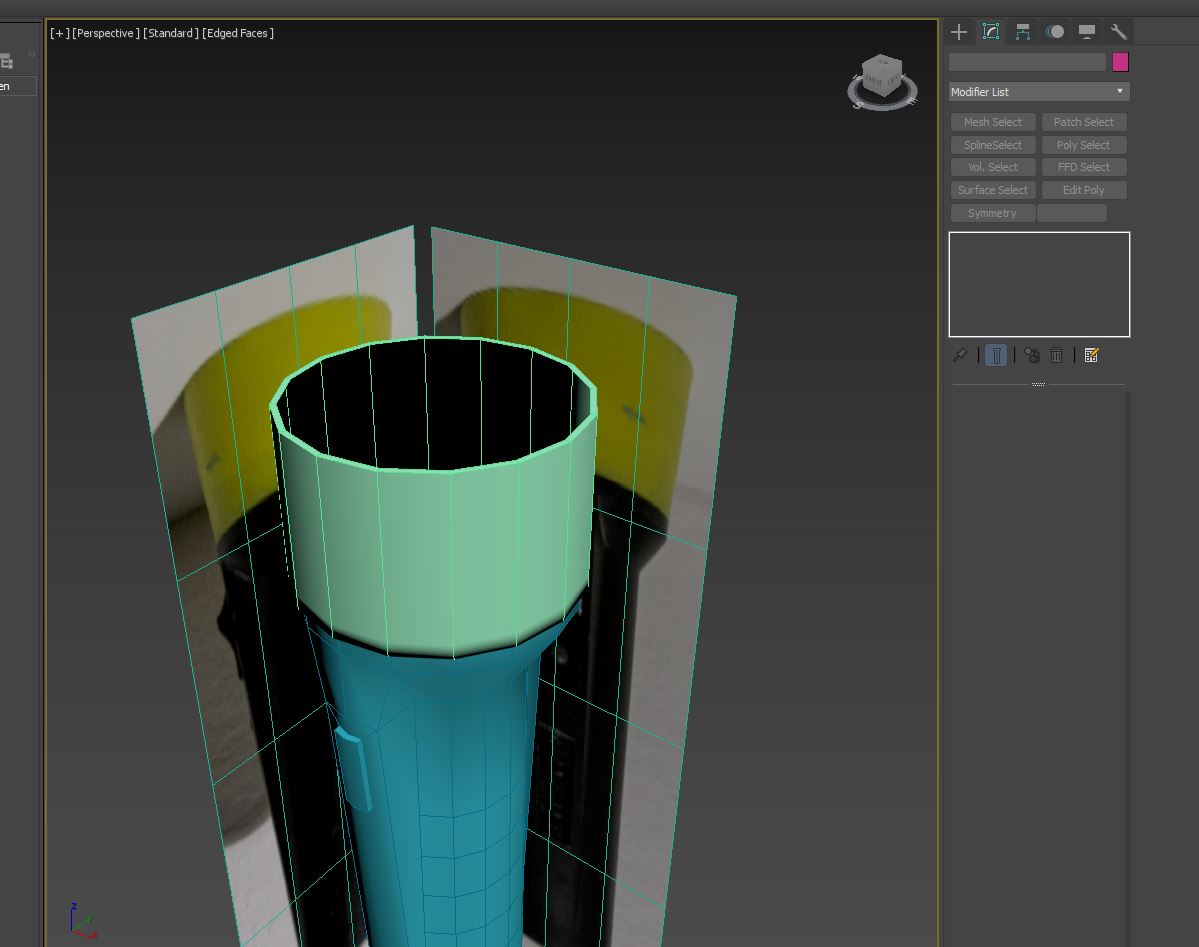 [+] [Perspective ] [Standard ] [Edged Faces ]
en
Modifier List
Mesh Select
Patch Select
SplineSelect
Poly Select
Vol. Select
FFD Select
Surface Select
Edit Poly
Symmetry
FRONT
S
E
z
y
x